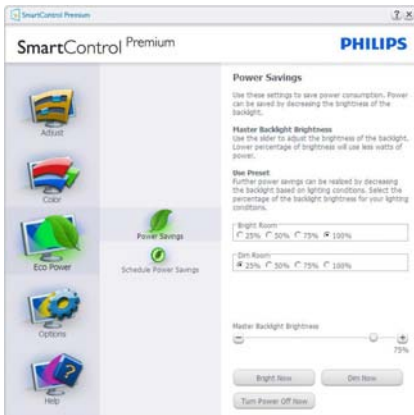 SmartControl Premium
? x
SmartControl Premium
PHILIPS
Adjust
Color
Eco Power
Options
Help
Power Savings
Schedule Power Savings
Power Savings
Use these settings to save power consumption. Power
can be saved by decreasing the brightness of the
backlight.
Master Backlight Brightness
Use the slider to adjust the brightness of the backlight.
Lower percentage of brightness will use less watts of
power.
Use Preset
Further power savings can be realized by decreasing
the backlight based on lighting conditions. Select the
percentage of the backlight brightness for your lighting
conditions.
Bright Room
25% 50% 75% 100%
Dim Room
25% 50% 75% 100%
Master Backlight Brightness
75%
Bright Now
Dim Now
Turn Power Off Now